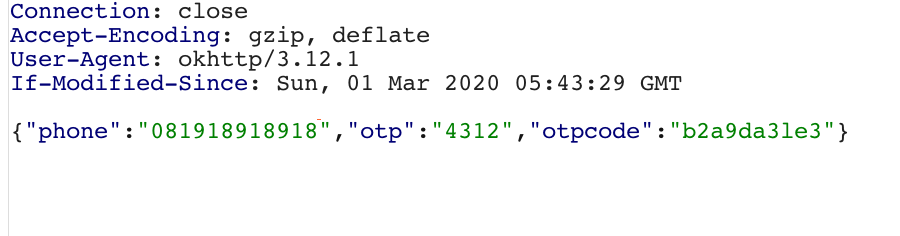 Connection: close
Accept-Encoding: gzip, deflate
User-Agent: okhttp/3.12.1
If-Modified-Since: Sun, 01 Mar 2020 05:43:29 GMT
{"phone":"081918918918","otp":"4312","otpcode":"b2a9da3le3"}